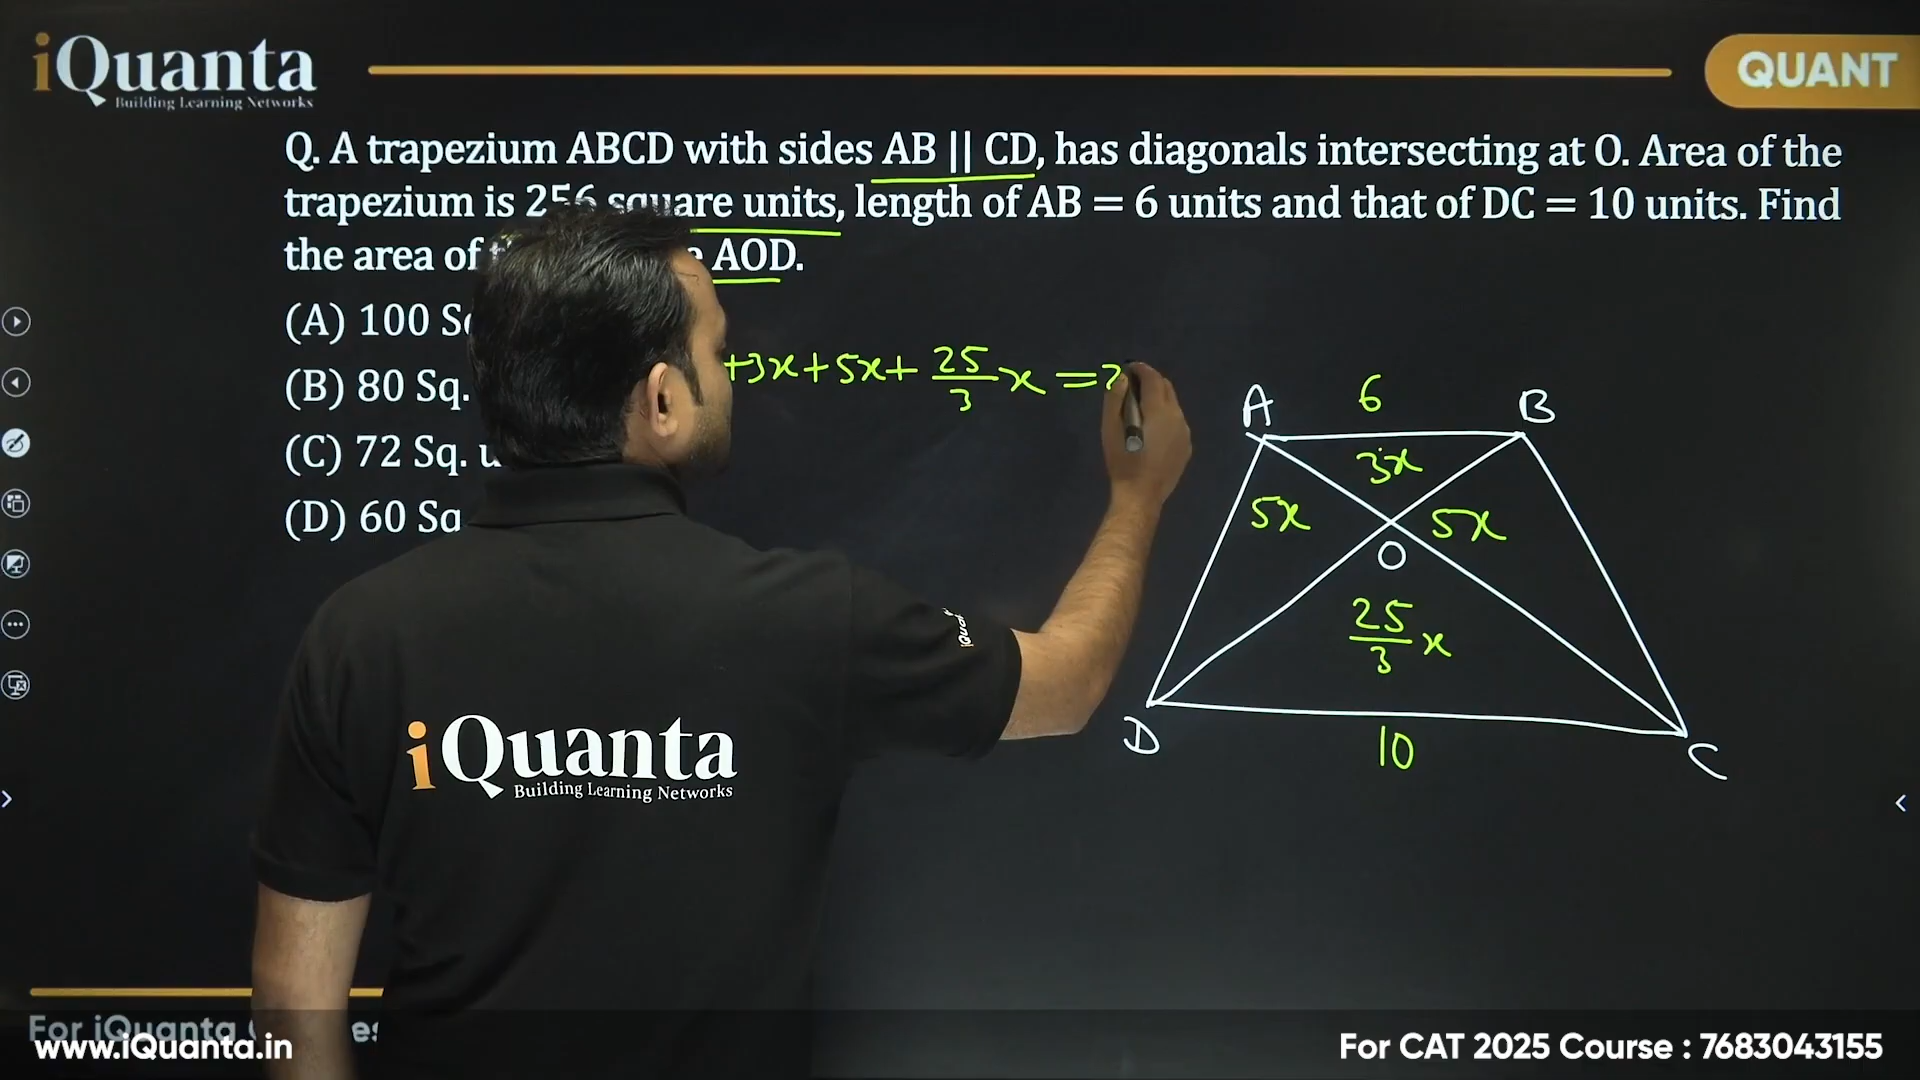 iQuanta
Building Learning Networks
QUANT
Q. A trapezium ABCD with sides AB || CD, has diagonals intersecting at O. Area of the
trapezium is 256 square units, length of AB = 6 units and that of DC = 10 units. Find
the area of AOD.
(A) 100
(B) 80 Sq.
(C) 72 Sq.
(D) 60
+3x+5x+ 25/3 x =
A 6 B
3x
5x 5x
O
25/3 x
D 10 C
iQuanta
Building Learning Networks
For iQuanta
www.iQuanta.in
For CAT 2025 Course : 7683043155